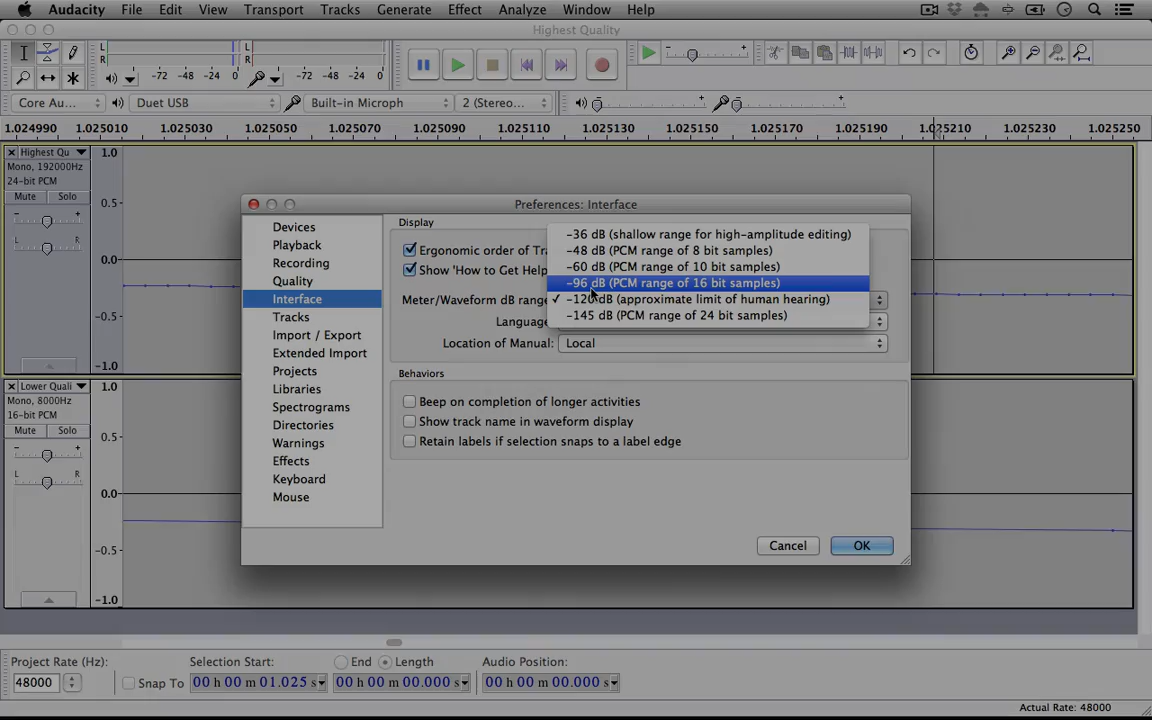 Audacity File Edit View Transport Tracks Generate Effect Analyze Window Help
Highest Quality
L
R
-72 -48 -24 0
L
R
-72 -48 -24 0
- +
Core Au... Duet USB Built-in Microph 2 (Stereo...
- + - +
1.024990 1.025010 1.025030 1.025050 1.025070 1.025090 1.025110 1.025130 1.025150 1.025170 1.025190 1.025210 1.025230 1.025250
Highest Qu
Mono, 192000Hz
24-bit PCM
Mute Solo
- +
L R
1.0
0.5-
0.0-
-0.5-
-1.0
Lower Quali
Mono, 8000Hz
16-bit PCM
Mute Solo
- +
L R
1.0
0.5-
0.0-
-0.5-
-1.0
Preferences: Interface
Devices
Playback
Recording
Quality
Interface
Tracks
Import / Export
Extended Import
Projects
Libraries
Spectrograms
Directories
Warnings
Effects
Keyboard
Mouse
Display
Ergonomic order of Tra
Show 'How to Get Help
Meter/Waveform dB range
Language
Location of Manual: Local
-36 dB (shallow range for high-amplitude editing)
-48 dB (PCM range of 8 bit samples)
-60 dB (PCM range of 10 bit samples)
-96 dB (PCM range of 16 bit samples)
✓ -120 dB (approximate limit of human hearing)
-145 dB (PCM range of 24 bit samples)
Behaviors
Beep on completion of longer activities
Show track name in waveform display
Retain labels if selection snaps to a label edge
Cancel OK
Project Rate (Hz): Selection Start: End Length Audio Position:
48000 Snap To 00 h 00 m 01.025 s 00 h 00 m 00.000 s 00 h 00 m 00.000 s
Actual Rate: 48000